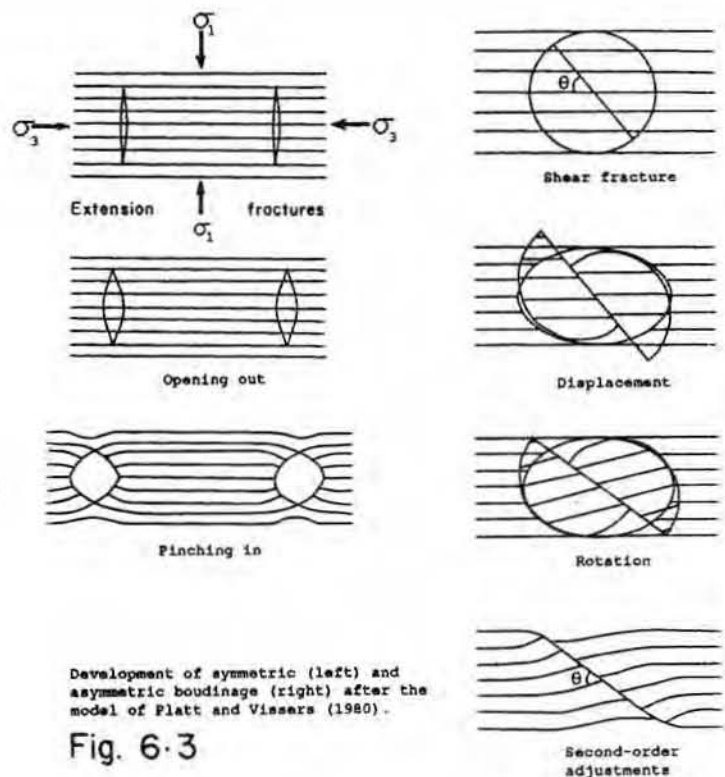 σ₁
σ₃
σ₃
Extension fractures
σ₁
Opening out
Pinching in
Development of symmetric (left) and
asymmetric boudinage (right) after the
model of Platt and Vissers (1980).
Fig. 6·3
θ
Shear fracture
Displacement
Rotation
θ
Second-order
adjustments